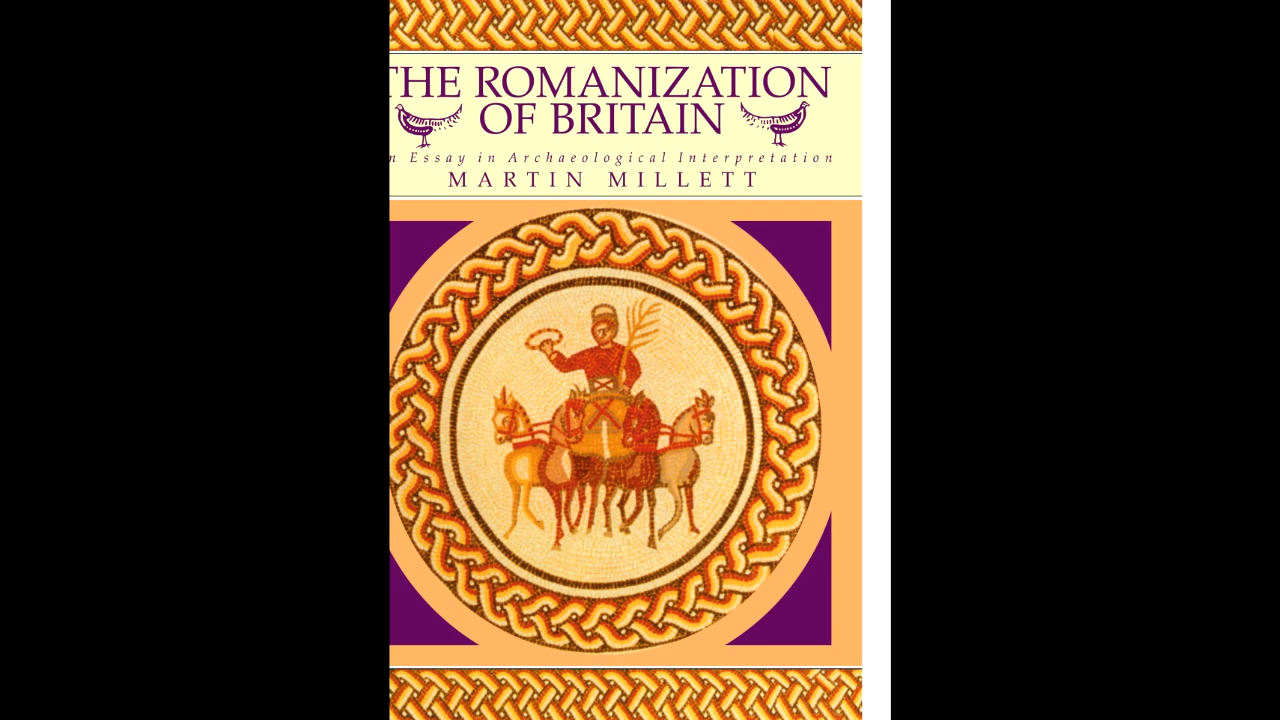 THE ROMANIZATION
OF BRITAIN
n Essay in Archaeological Interpretation
MARTIN MILLETT